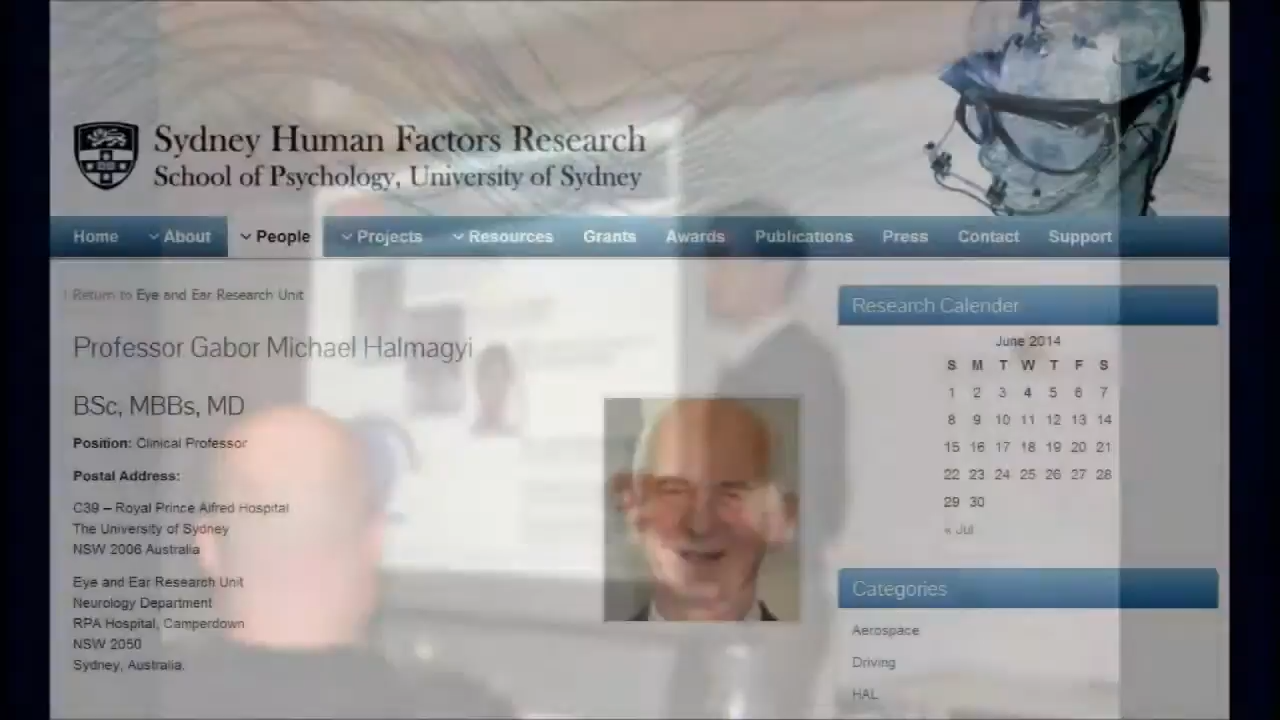 Sydney Human Factors Research
School of Psychology, University of Sydney
Home About People Projects Resources Grants Awards Publications Press Contact Support
Return to Eye and Ear Research Unit
Professor Gabor Michael Halmagyi
BSc, MBBs, MD
Position: Clinical Professor
Postal Address:
C39 – Royal Prince Alfred Hospital
The University of Sydney
NSW 2006 Australia
Eye and Ear Research Unit
Neurology Department
RPA Hospital, Camperdown
NSW 2050
Sydney, Australia.
Research Calender
June 2014
S M T W T F S
1 2 3 4 5 6 7
8 9 10 11 12 13 14
15 16 17 18 19 20 21
22 23 24 25 26 27 28
29 30
« Jul
Categories
Aerospace
Driving
HAL